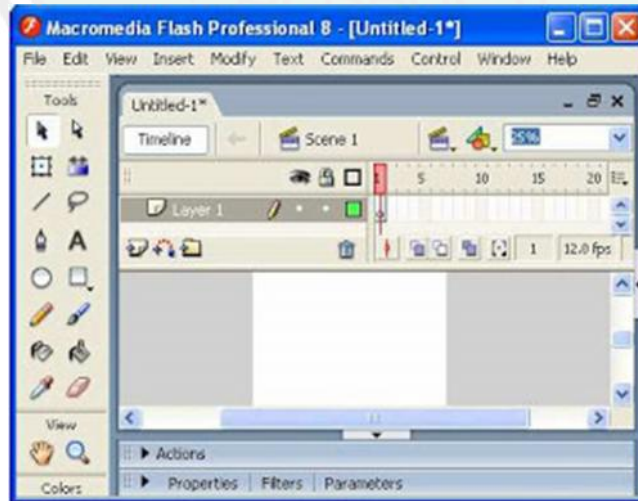 Macromedia Flash Professional 8 - [Untitled-1*]
File Edit View Insert Modify Text Commands Control Window Help
Tools
Untitled-1*
Timeline Scene 1
5 10 15 20
Layer 1
1 12.0 fps
View
Actions
Colors
Properties Filters Parameters